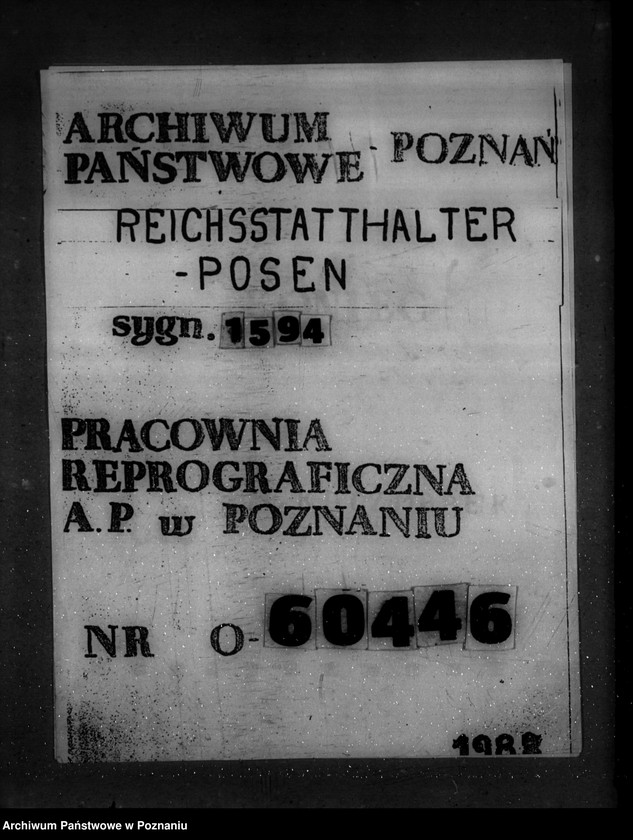 ARCHIWUM
PAŃSTWOWE - POZNAŃ
REICHSSTATTHALTER
-POSEN
sygn. 1594
PRACOWNIA
REPROGRAFICZNA
A.P. w POZNANIU
NR O-60446
Archiwum Państwowe w Poznaniu